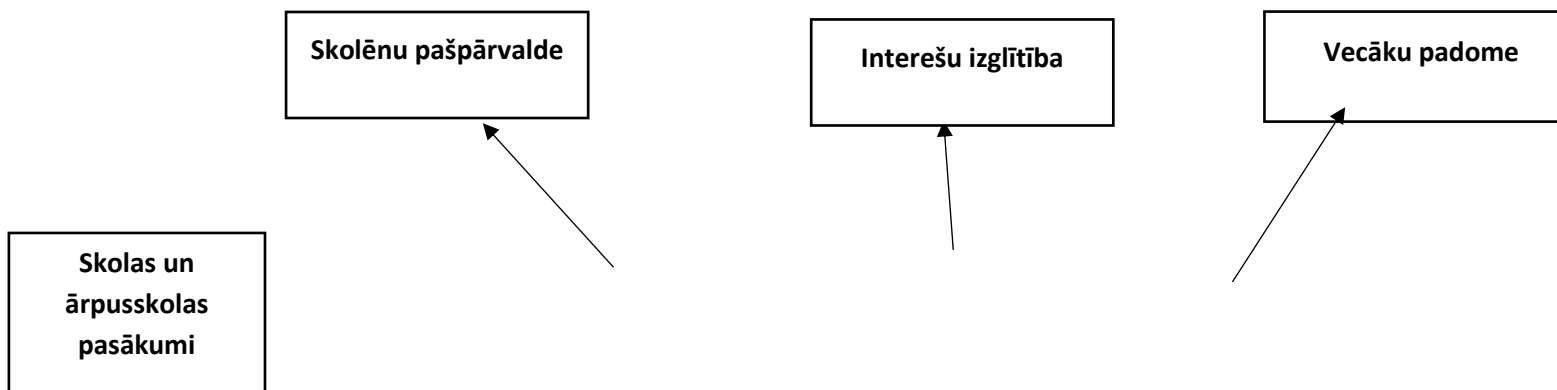 Skolēnu pašpārvalde
Interešu izglītība
Vecāku padome
Skolas un
ārpusskolas
pasākumi